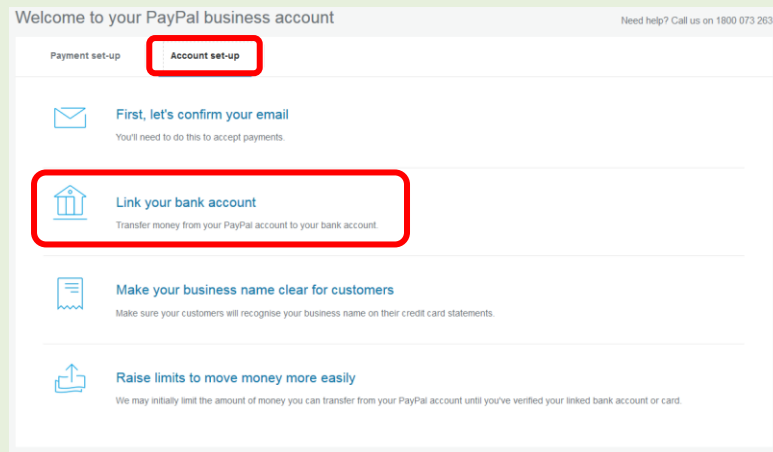 Welcome to your PayPal business account
Need help? Call us on 1800 073 263
Payment set-up
Account set-up
First, let's confirm your email
You'll need to do this to accept payments.
Link your bank account
Transfer money from your PayPal account to your bank account.
Make your business name clear for customers
Make sure your customers will recognise your business name on their credit card statements.
Raise limits to move money more easily
We may initially limit the amount of money you can transfer from your PayPal account until you've verified your linked bank account or card.